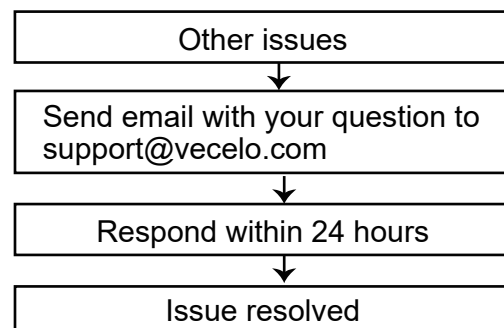 Other issues
Send email with your question to
support@vecelo.com
Respond within 24 hours
Issue resolved